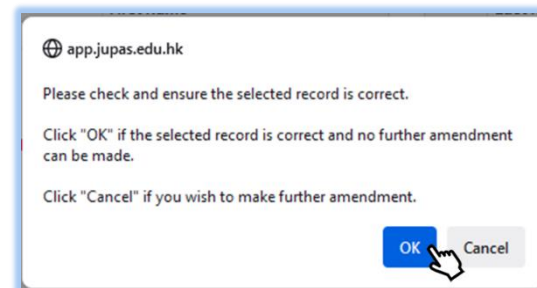 app.jupas.edu.hk
Please check and ensure the selected record is correct.
Click "OK" if the selected record is correct and no further amendment
can be made.
Click "Cancel" if you wish to make further amendment.
OK Cancel